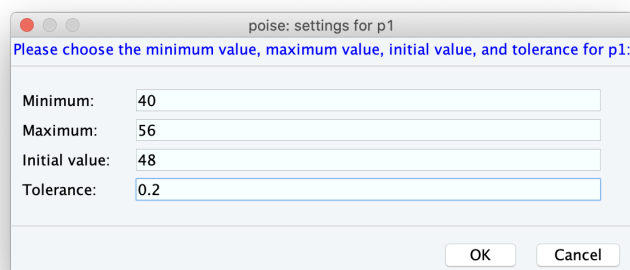 poise: settings for p1
Please choose the minimum value, maximum value, initial value, and tolerance for p1:
Minimum: 40
Maximum: 56
Initial value: 48
Tolerance: 0.2
OK Cancel